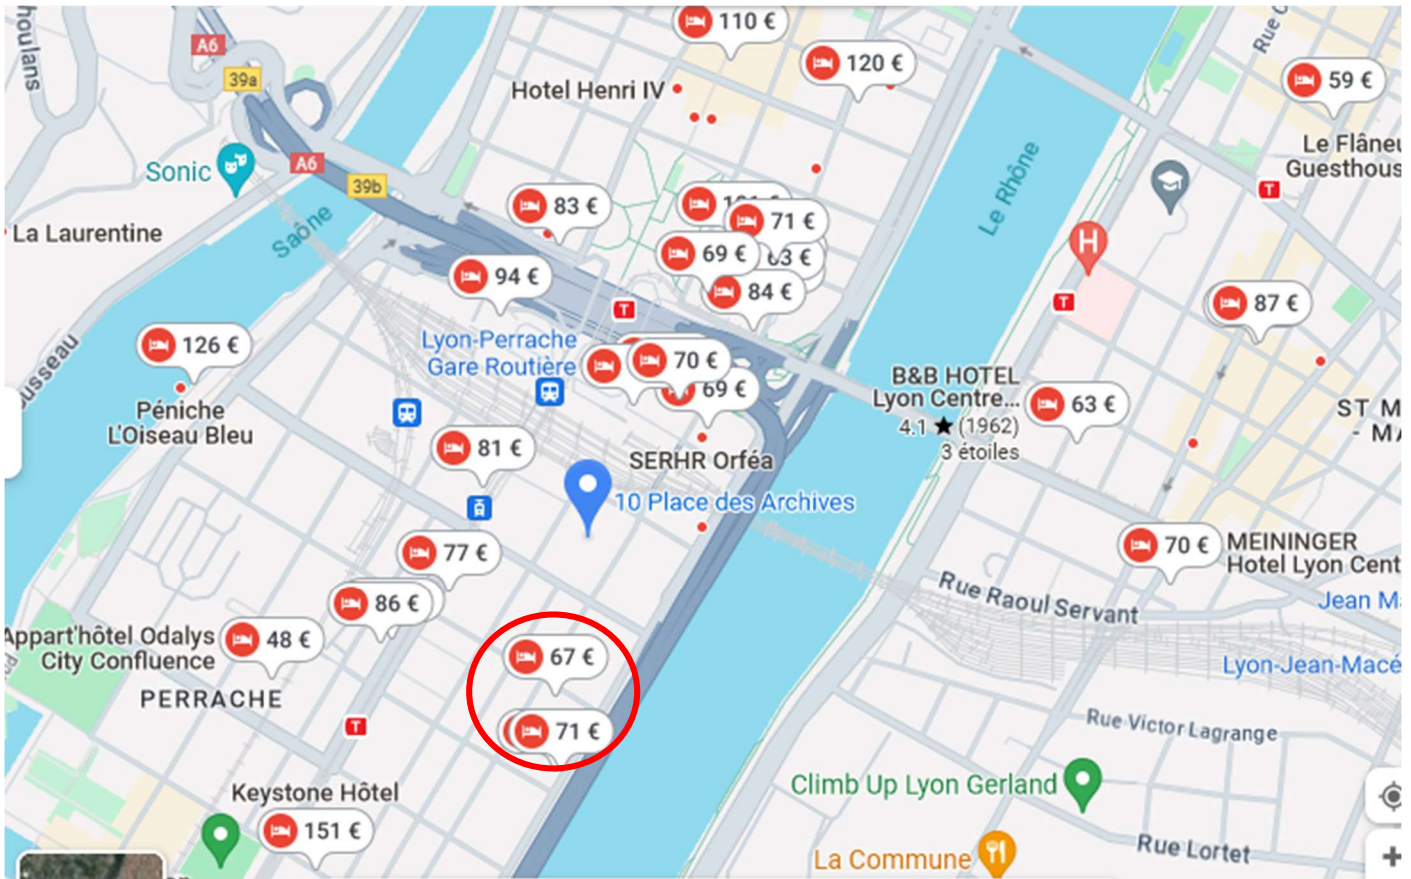 110 €
120 €
59 €
A6
39a
Hotel Henri IV
Le Flâneu
Guesthous
Sonic
A6
39b
Le Rhône
T
Saône
La Laurentine
83 €
71 €
69 €
63 €
84 €
94 €
H
T
T
87 €
126 €
Lyon-Perrache
Gare Routière
70 €
69 €
B&B HOTEL
Lyon Centre...
4.1 ★ (1962)
3 étoiles
63 €
Péniche
L'Oiseau Bleu
ST M
- MA
81 €
SERHR Orféa
10 Place des Archives
77 €
70 €
MEININGER
Hotel Lyon Cent
Rue Raoul Servant
Jean M
86 €
Appart'hôtel Odalys
City Confluence
48 €
67 €
Lyon-Jean-Macé
PERRACHE
T
71 €
Rue Victor Lagrange
Keystone Hôtel
151 €
Climb Up Lyon Gerland
La Commune
Rue Lortet